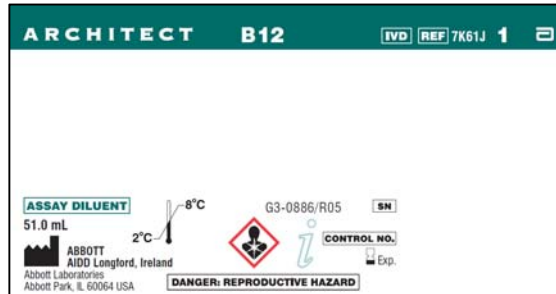 ARCHITECT B12 IVD REF 7K61J 1
ASSAY DILUENT
51.0 mL
8°C
2°C
ABBOTT
AIDD Longford, Ireland
Abbott Laboratories
Abbott Park, IL 60064 USA
G3-0886/R05 SN
CONTROL NO.
Exp.
DANGER: REPRODUCTIVE HAZARD